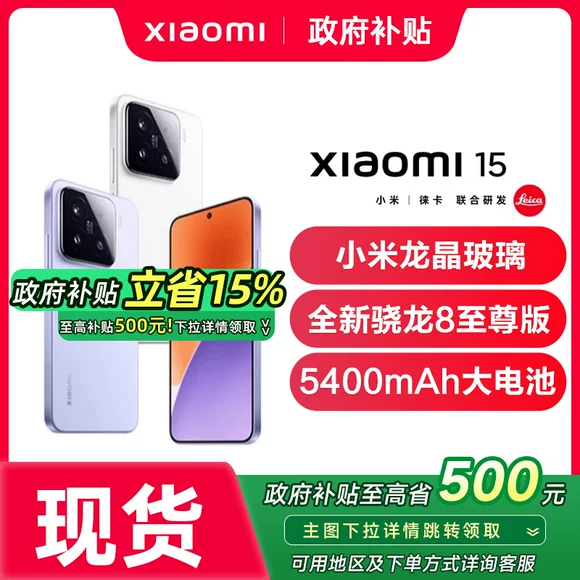 xiaomi | 政府补贴
xiaomi 15
小米 | 徕卡 联合研发 Leica
小米龙晶玻璃
全新骁龙8至尊版
5400mAh大电池
政府补贴 立省15%
至高补贴500元!下拉详情领取
xiaomi
现货
政府补贴至高省500元
主图下拉详情跳转领取
可用地区及下单方式详询客服